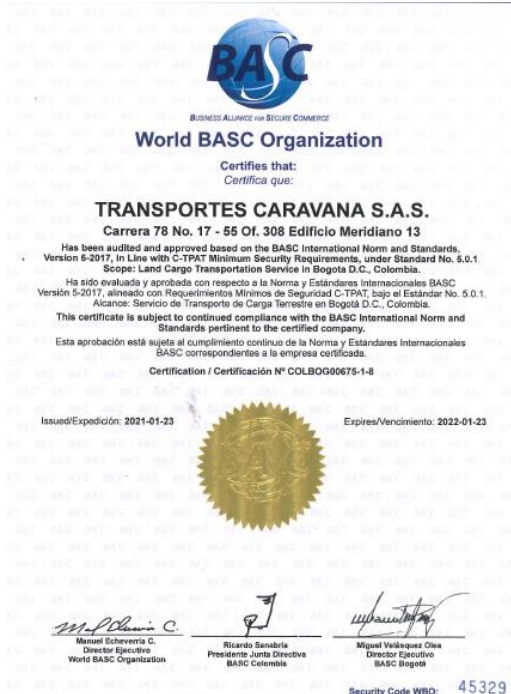 BASC
BUSINESS ALLIANCE FOR SECURE COMMERCE
World BASC Organization
Certifies that:
Certifica que:
TRANSPORTES CARAVANA S.A.S.
Carrera 78 No. 17 - 55 Of. 308 Edificio Meridiano 13
Has been audited and approved based on the BASC International Norm and Standards,
Version 5-2017, in Line with C-TPAT Minimum Security Requirements, under Standard No. 5.0.1.
Scope: Land Cargo Transportation Service in Bogota D.C., Colombia.
Ha sido evaluada y aprobada con respecto a la Norma y Estándares Internacionales BASC
Versión 5-2017, alineado con Requerimientos Mínimos de Seguridad C-TPAT, bajo el Estándar No. 5.0.1.
Alcance: Servicio de Transporte de Carga Terrestre en Bogotá D.C., Colombia.
This certificate is subject to continued compliance with the BASC International Norm and
Standards pertinent to the certified company.
Esta aprobación está sujeta al cumplimiento continuo de la Norma y Estándares Internacionales
BASC correspondientes a la empresa certificada.
Certification / Certificación Nº COLBOG00675-1-8
Issued/Expedición: 2021-01-23
Expires/Vencimiento: 2022-01-23
BASC
Manuel Echeverría C.
Director Ejecutivo
World BASC Organization
Ricardo Sanabria
Presidente Junta Directiva
BASC Colombia
Miguel Velásquez Olea
Director Ejecutivo
BASC Bogotá
Security Code WBO 45329